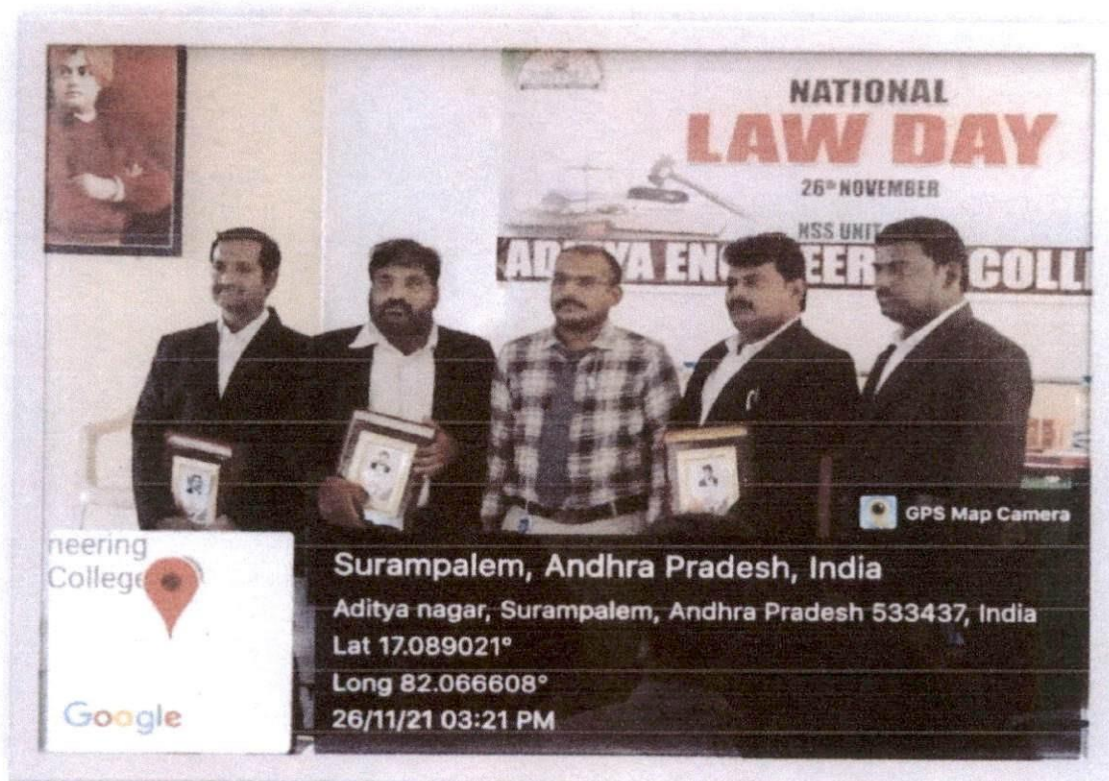 NATIONAL
LAW DAY
26th NOVEMBER
NSS UNIT
COLL
GPS Map Camera
neering
College
Google
Surampalem, Andhra Pradesh, India
Aditya nagar, Surampalem, Andhra Pradesh 533437, India
Lat 17.089021°
Long 82.066608°
26/11/21 03:21 PM